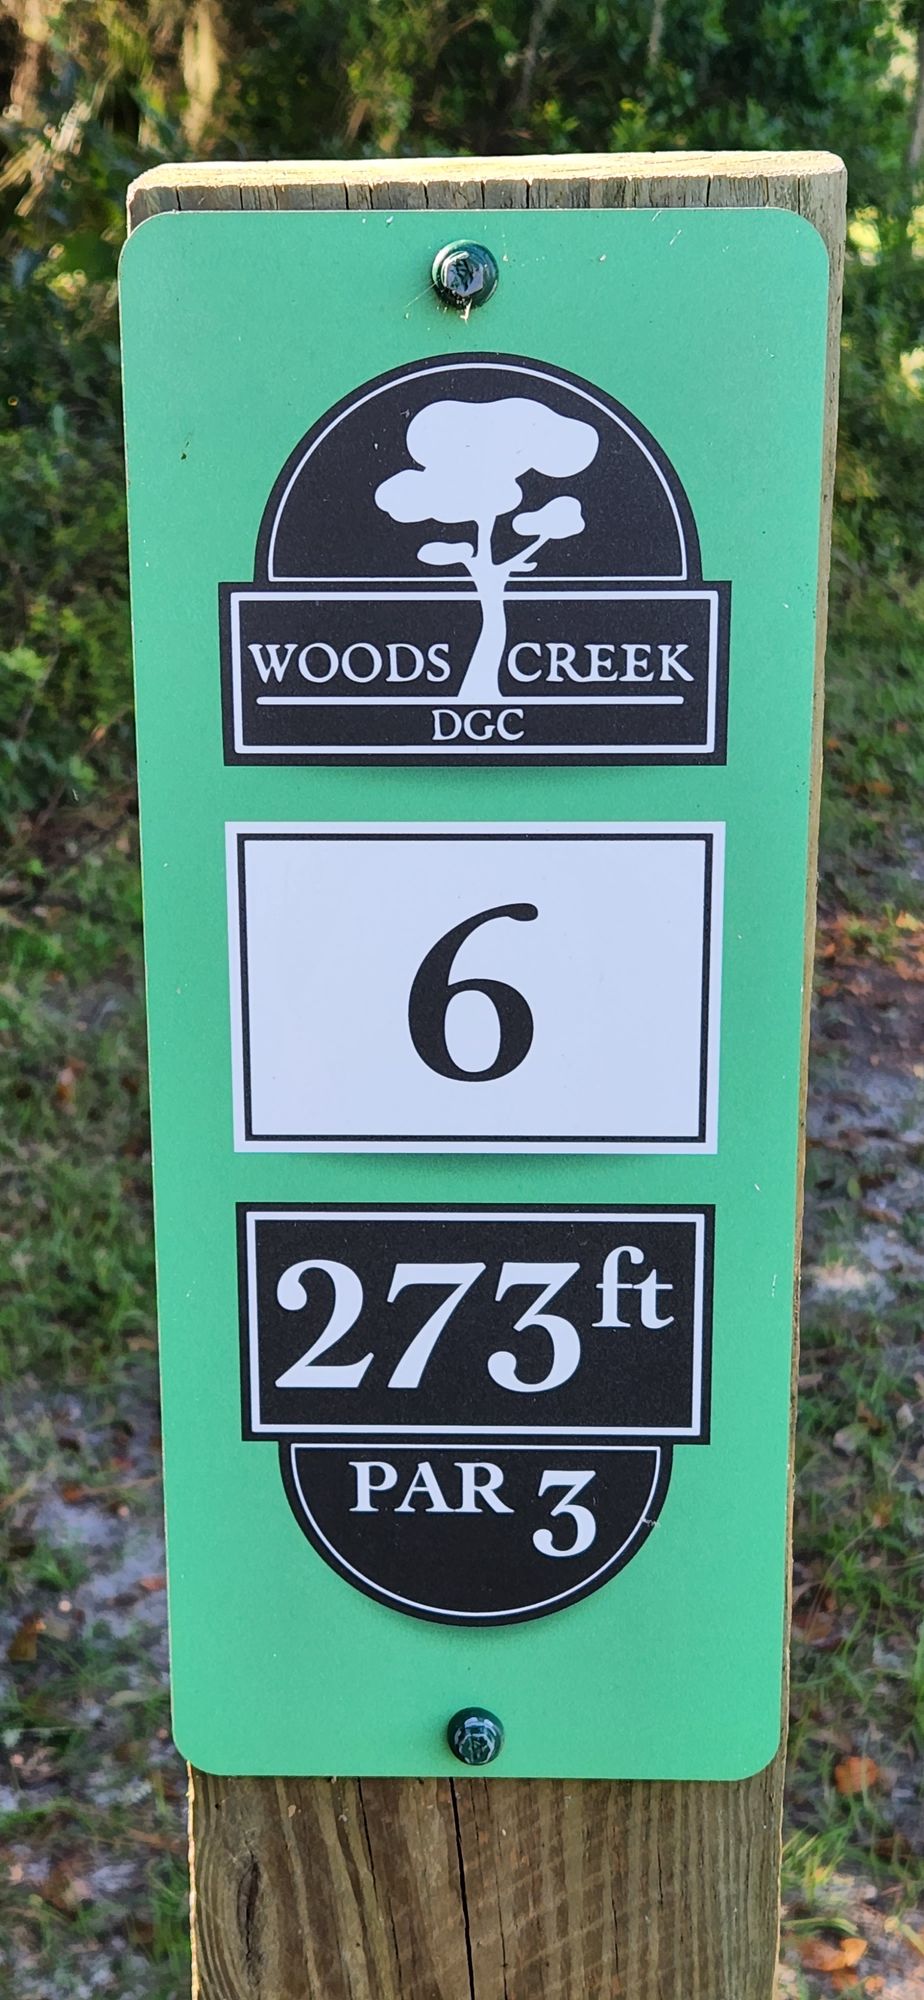 WOODS CREEK
DGC
6
273ft
PAR 3